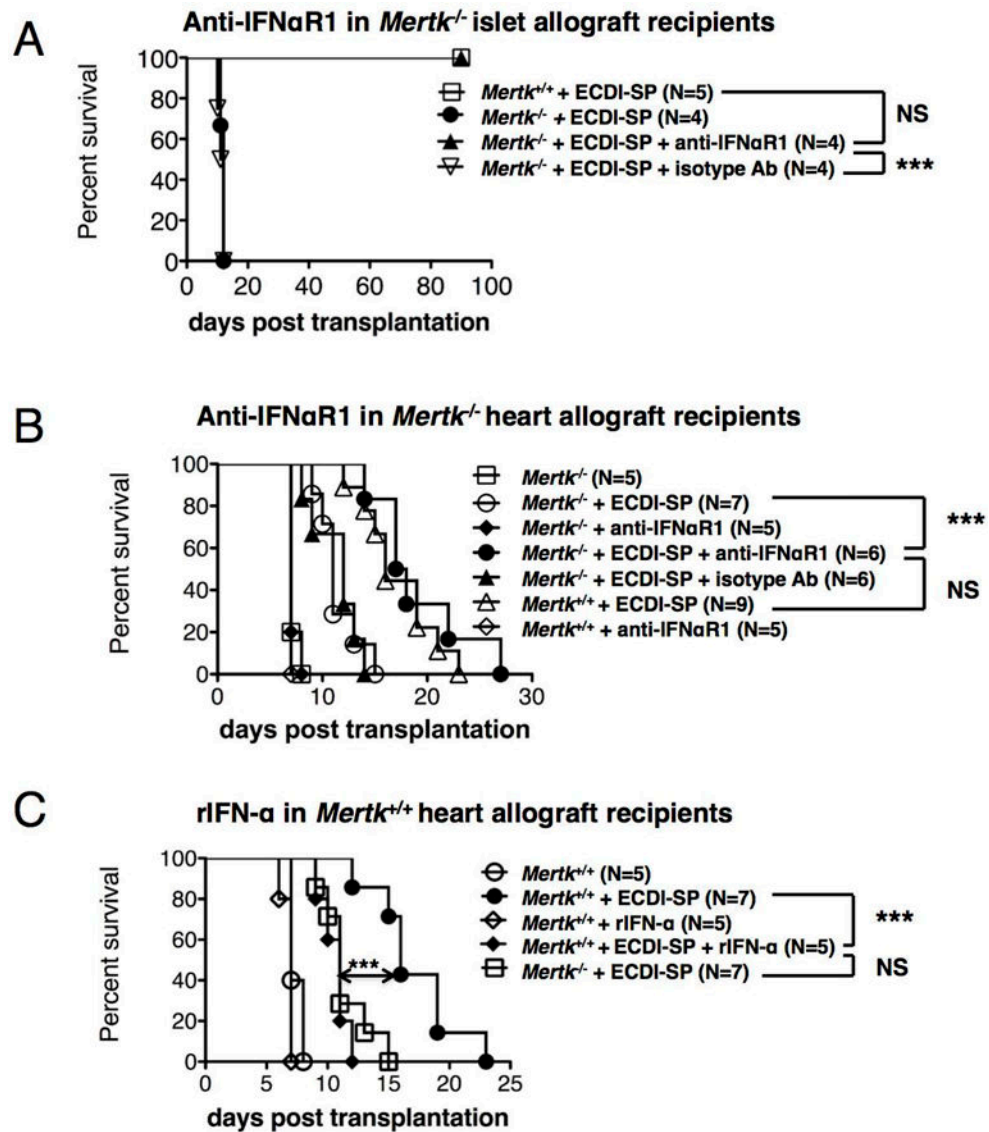 A
Anti-IFNαR1 in Mertk-/- islet allograft recipients
Percent survival
100
80
60
40
20
0
0 20 40 60 80 100
days post transplantation
Mertk+/+ + ECDI-SP (N=5)
Mertk-/- + ECDI-SP (N=4)
Mertk-/- + ECDI-SP + anti-IFNαR1 (N=4)
Mertk-/- + ECDI-SP + isotype Ab (N=4)
NS
***
B
Anti-IFNαR1 in Mertk-/- heart allograft recipients
Percent survival
100
80
60
40
20
0
0 10 20 30
days post transplantation
Mertk-/- (N=5)
Mertk-/- + ECDI-SP (N=7)
Mertk-/- + anti-IFNαR1 (N=5)
Mertk-/- + ECDI-SP + anti-IFNαR1 (N=6)
Mertk-/- + ECDI-SP + isotype Ab (N=6)
Mertk+/+ + ECDI-SP (N=9)
Mertk+/+ + anti-IFNαR1 (N=5)
***
NS
C
rIFN-α in Mertk+/+ heart allograft recipients
Percent survival
100
80
60
40
20
0
0 5 10 15 20 25
days post transplantation
***
Mertk+/+ (N=5)
Mertk+/+ + ECDI-SP (N=7)
Mertk+/+ + rIFN-α (N=5)
Mertk+/+ + ECDI-SP + rIFN-α (N=5)
Mertk-/- + ECDI-SP (N=7)
***
NS